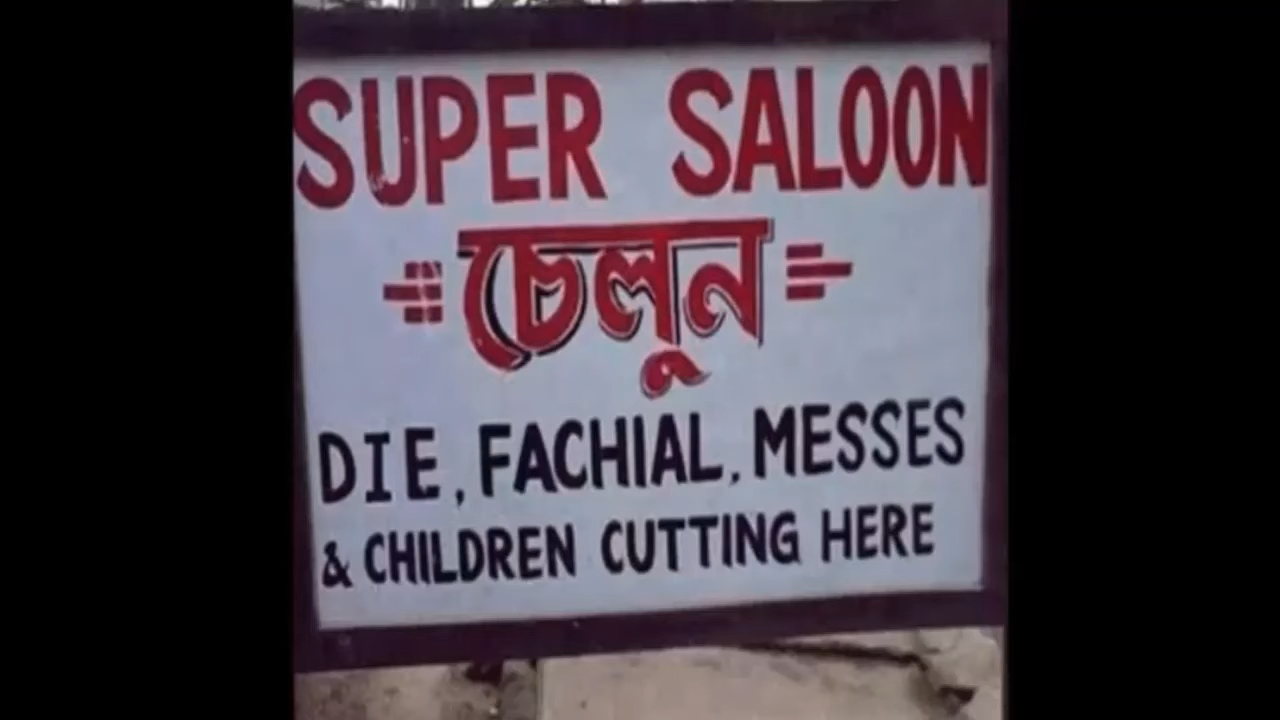 SUPER SALOON
চেলুন
DIE, FACHIAL, MESSES
& CHILDREN CUTTING HERE